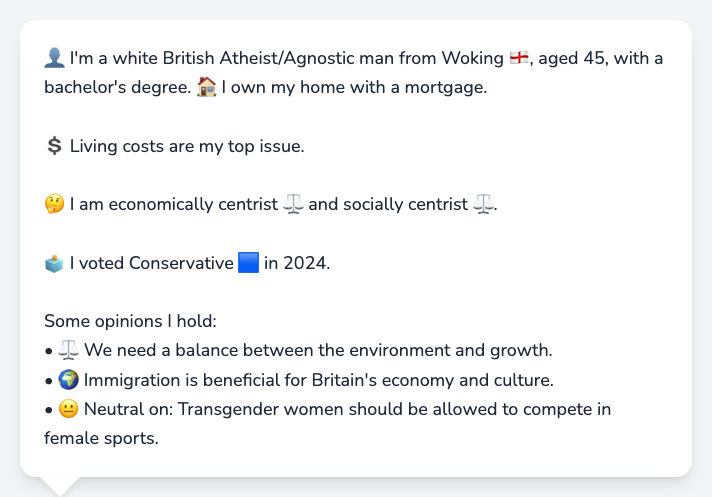 👤 I'm a white British Atheist/Agnostic man from Woking 🏴󠁧󠁢󠁥󠁮󠁧󠁿, aged 45, with a
bachelor's degree. 🏠 I own my home with a mortgage.
💲 Living costs are my top issue.
🤔 I am economically centrist ⚖️ and socially centrist ⚖️.
🗳️ I voted Conservative 🟦 in 2024.
Some opinions I hold:
• ⚖️ We need a balance between the environment and growth.
• 🌍 Immigration is beneficial for Britain's economy and culture.
• 😐 Neutral on: Transgender women should be allowed to compete in
female sports.